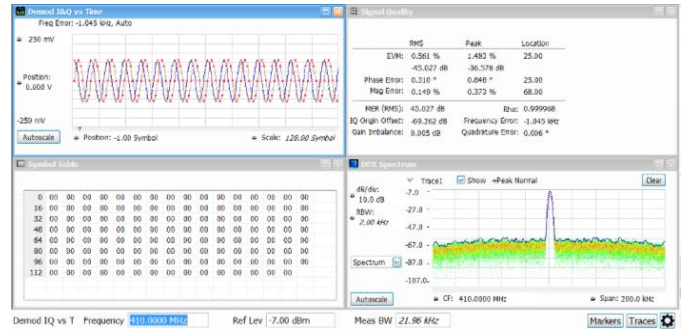 Demod I&Q vs Time
Freq Error: -1.045 kHz, Auto
250 mV
Position:
0.000 V
-250 mV
Autoscale
Position: -1.00 Symbol
Scale: 128.00 Symbol
Signal Quality
RMS Peak Location
EVM: 0.561 % 1.483 % 25.00
-45.027 dB -36.576 dB
Phase Error: 0.310 ° 0.848 ° 25.00
Mag Error: 0.149 % 0.373 % 68.00
MER (RMS): 45.027 dB Rho: 0.999968
IQ Origin Offset: -69.262 dB Frequency Error: -1.045 kHz
Gain Imbalance: 0.005 dB Quadrature Error: 0.006 °
Symbol Table
0 00 00 00 00 00 00 00 00 00 00 00 00 00 00 00 00
16 00 00 00 00 00 00 00 00 00 00 00 00 00 00 00 00
32 00 00 00 00 00 00 00 00 00 00 00 00 00 00 00 00
48 00 00 00 00 00 00 00 00 00 00 00 00 00 00 00 00
64 00 00 00 00 00 00 00 00 00 00 00 00 00 00 00 00
80 00 00 00 00 00 00 00 00 00 00 00 00 00 00 00 00
96 00 00 00 00 00 00 00 00 00 00 00 00 00 00 00 00
112 00 00 00 00 00 00 00 00 00 00 00 00 00 00 00
DPX Spectrum
Trace1 Show +Peak Normal Clear
dB/div:
10.0 dB
RBW:
2.00 kHz
-7.0
-27.0
-47.0
-67.0
-87.0
-107.0
Spectrum
Autoscale
CF: 410.0000 MHz
Span: 200.0 kHz
Demod IQ vs T Frequency 410.0000 MHz Ref Lev -7.00 dBm Meas BW 21.96 kHz Markers Traces